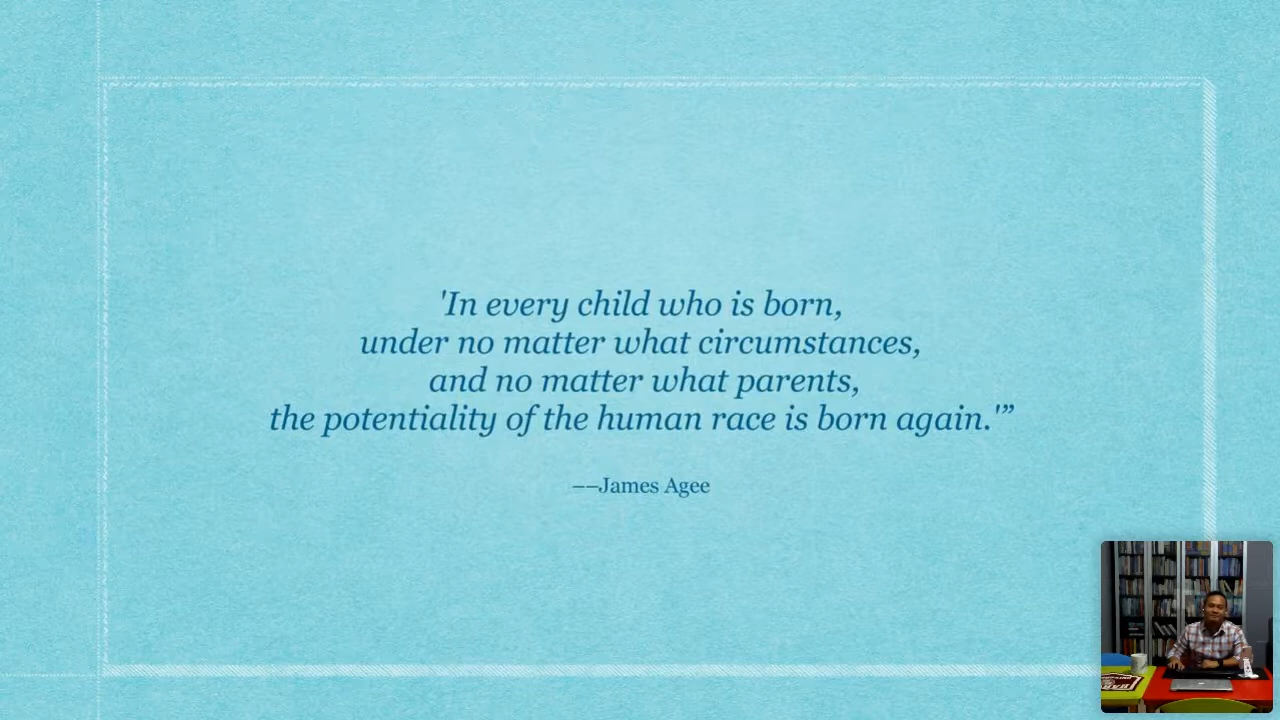 'In every child who is born,
under no matter what circumstances,
and no matter what parents,
the potentiality of the human race is born again.'”
––James Agee